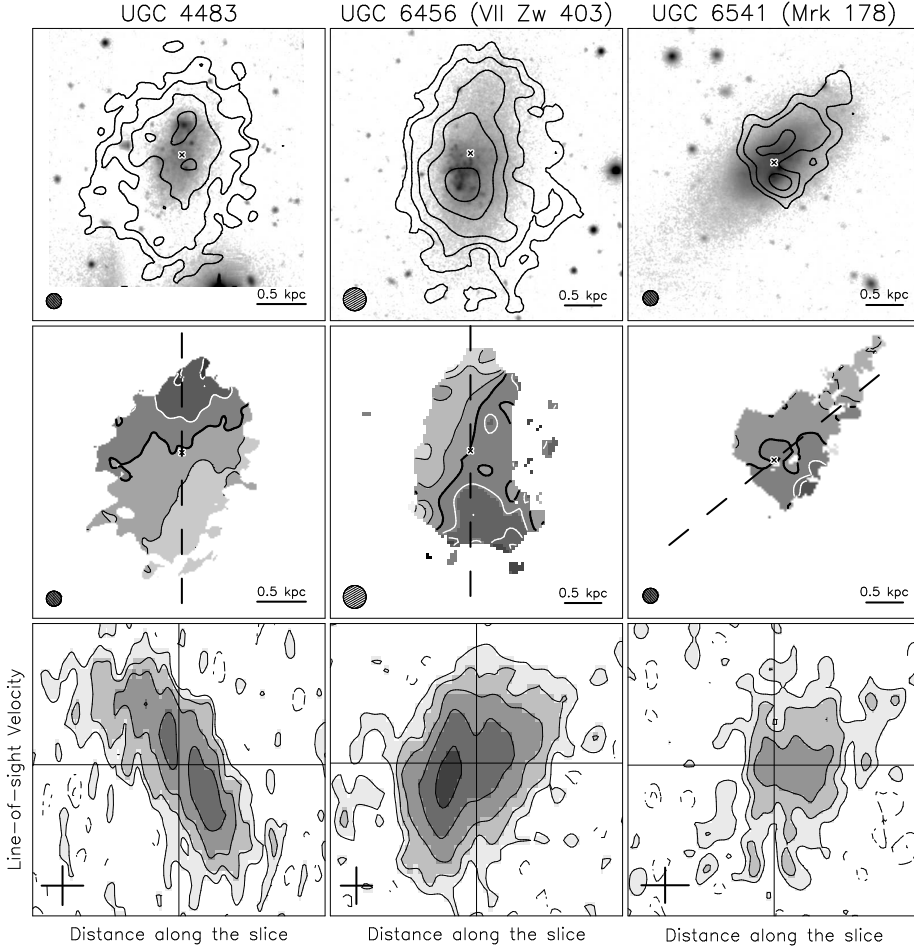 UGC 4483
UGC 6456 (VII Zw 403)
UGC 6541 (Mrk 178)
0.5 kpc
0.5 kpc
0.5 kpc
0.5 kpc
0.5 kpc
0.5 kpc
Line-of-sight Velocity
Distance along the slice
Distance along the slice
Distance along the slice